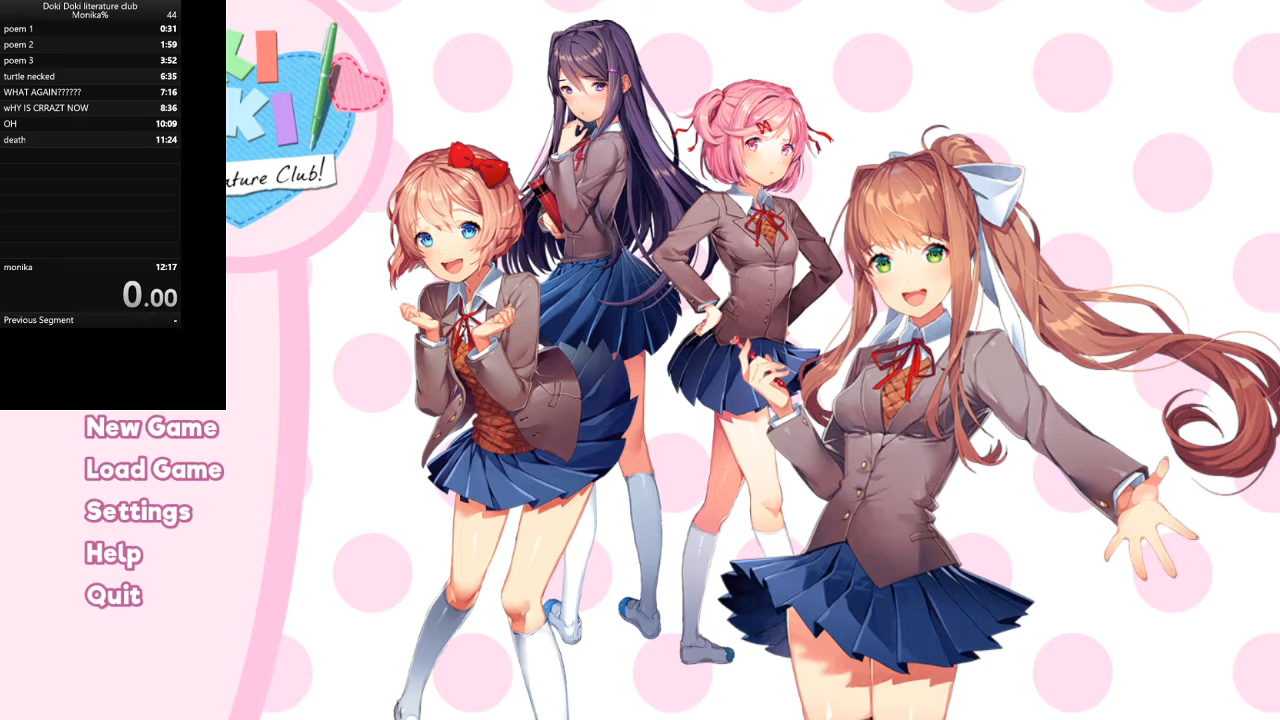 Doki Doki literature club
Monika% 44
poem 1 0:31
poem 2 1:59
poem 3 3:52
turtle necked 6:35
WHAT AGAIN?????? 7:16
wHY IS CRRAZT NOW 8:36
OH 10:09
death 11:24
monika 12:17
0.00
Previous Segment -
KI
KI
ature Club!
New Game
Load Game
Settings
Help
Quit